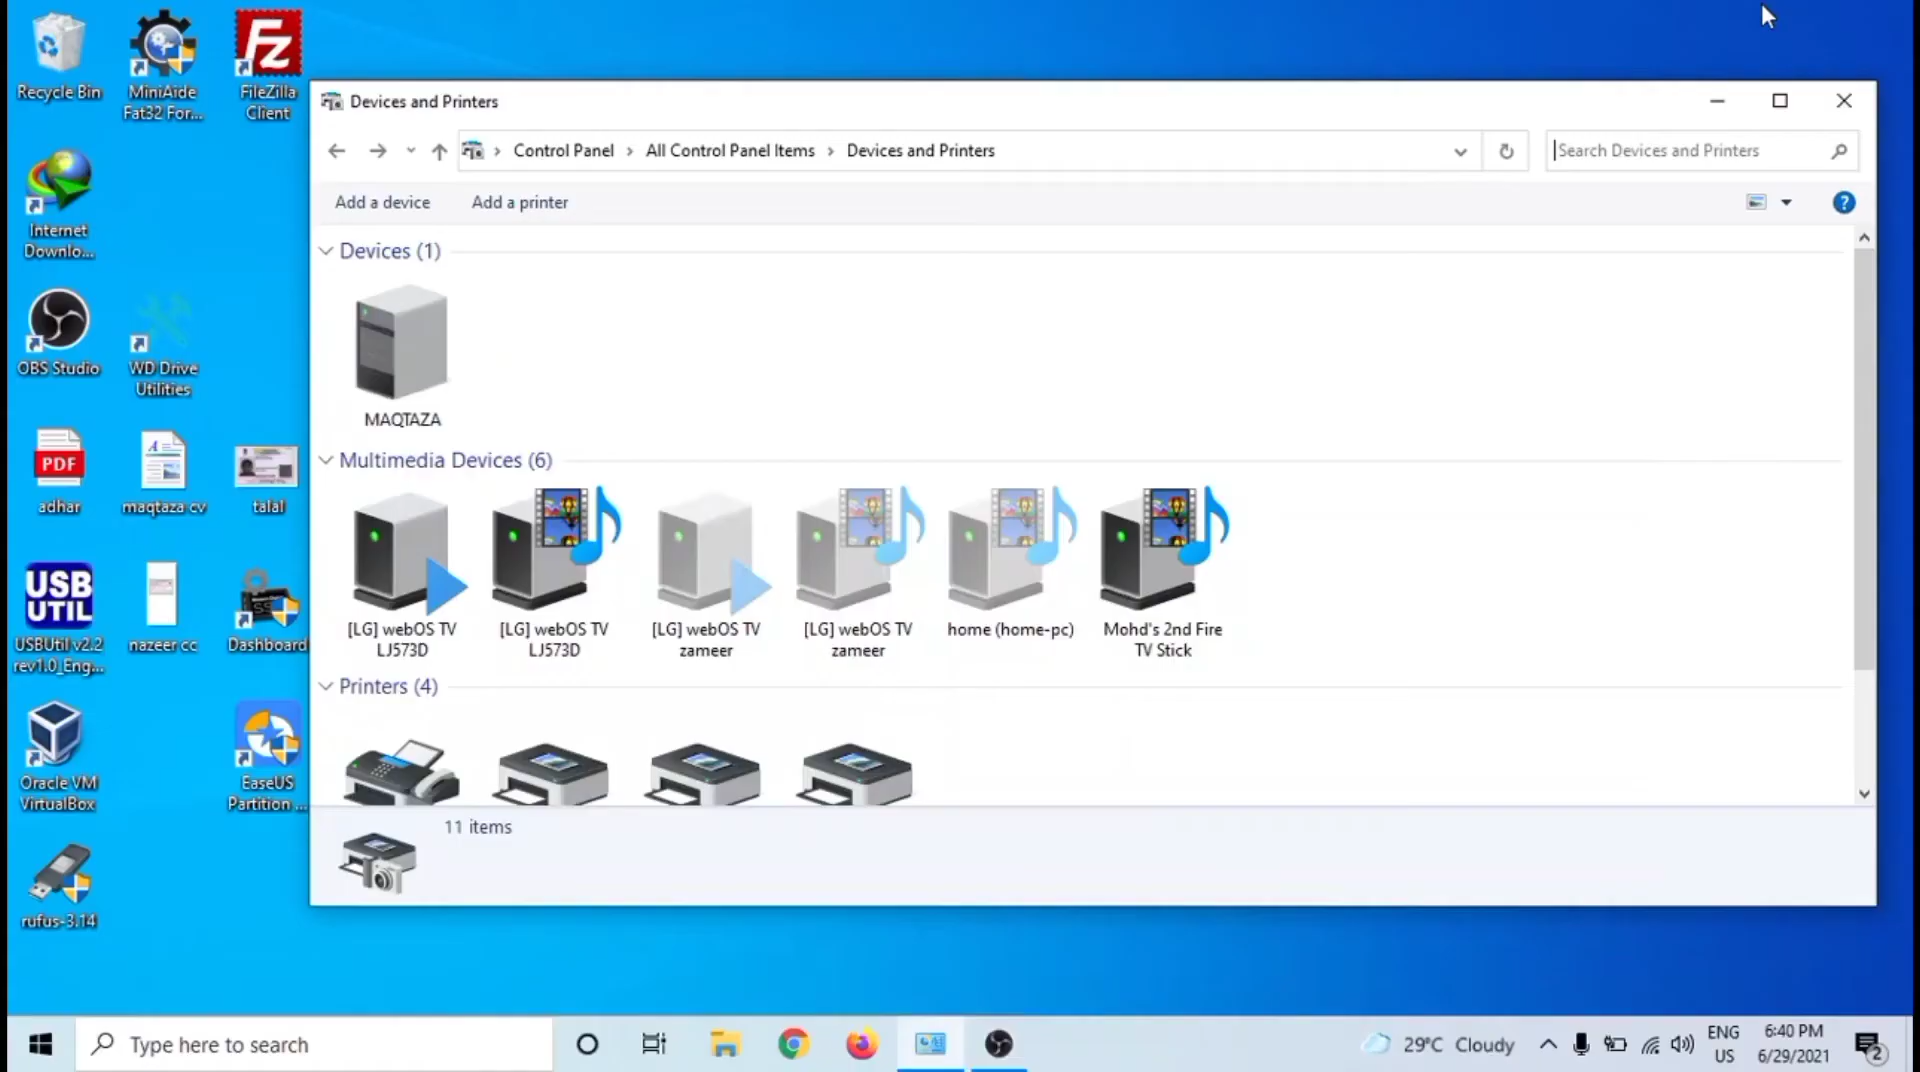 Recycle Bin
MiniAide
Fat32 For...
FileZilla
Client
Internet
Downlo...
OBS Studio
WD Drive
Utilities
PDF
adhar
maqtaza cv
talal
USB
UTIL
USBUtil v2.2
rev1.0_Eng...
nazeer cc
Dashboard
Oracle VM
VirtualBox
EaseUS
Partition ...
rufus-3.14
Devices and Printers
Control Panel > All Control Panel Items > Devices and Printers
Search Devices and Printers
Add a device
Add a printer
Devices (1)
MAQTAZA
Multimedia Devices (6)
[LG] webOS TV
LJ573D
[LG] webOS TV
LJ573D
[LG] webOS TV
zameer
[LG] webOS TV
zameer
home (home-pc)
Mohd's 2nd Fire
TV Stick
Printers (4)
11 items
Type here to search
29°C Cloudy
ENG
US
6:40 PM
6/29/2021
2